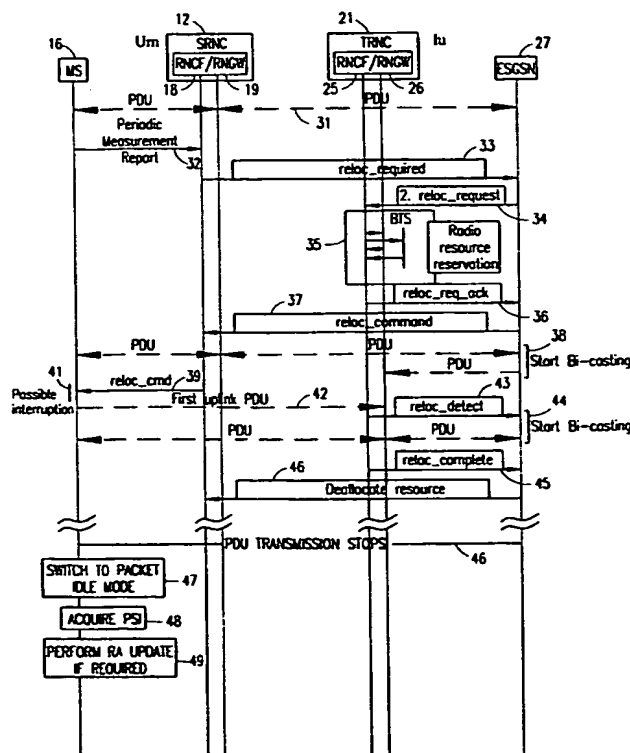 12
21
16
Um
SRNC
TRNC
Iu
27
MS
RNCF/RNGW
RNCF/RNGW
ESGSN
18
19
25
26
PDU
PDU
31
Periodic
Measurement
Report
32
33
reloc_required
2. reloc_request
34
BTS
35
Radio
resource
reservation
37
reloc_req_ack
36
reloc_command
38
PDU
PDU
Start Bi-casting
PDU
41
reloc_cmd
39
43
Possible
interruption
First uplink PDU
42
reloc_detect
44
PDU
PDU
Start Bi-casting
46
reloc_complete
45
Deallocate resource
PDU TRANSMISSION STOPS
46
SWITCH TO PACKET
IDLE MODE
47
ACQUIRE PSI
48
PERFORM RA UPDATE
IF REQUIRED
49